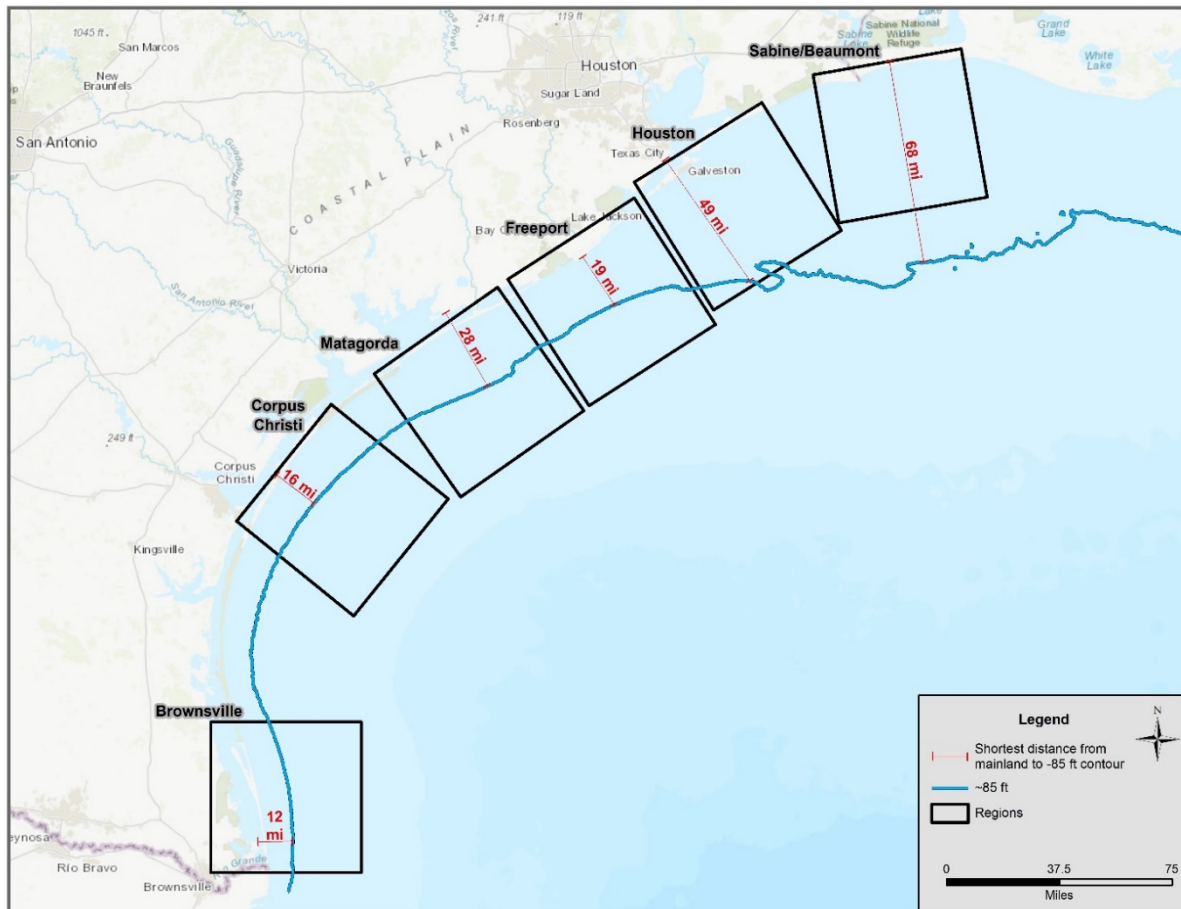 1045 ft
San Marcos
New
Braunfels
San Antonio
241 ft
119 ft
Houston
Sugar Land
Rosenberg
Sabine National
Wildlife
Refuge
Sabine
Lake
Grand
Lake
White
Lake
Sabine/Beaumont
68 mi
Houston
Texas City
Galveston
49 mi
COASTAL PLAIN
Guadalupe River
Lake Jackson
Freeport
19 mi
Bay
Victoria
San Antonio River
Matagorda
28 mi
Corpus
Christi
249 ft
Corpus
Christi
16 mi
Kingsville
Brownsville
12
mi
Grande
eynosa
Río Bravo
Brownsville
Legend
N
Shortest distance from
mainland to -85 ft contour
~85 ft
Regions
0 37.5 75
Miles